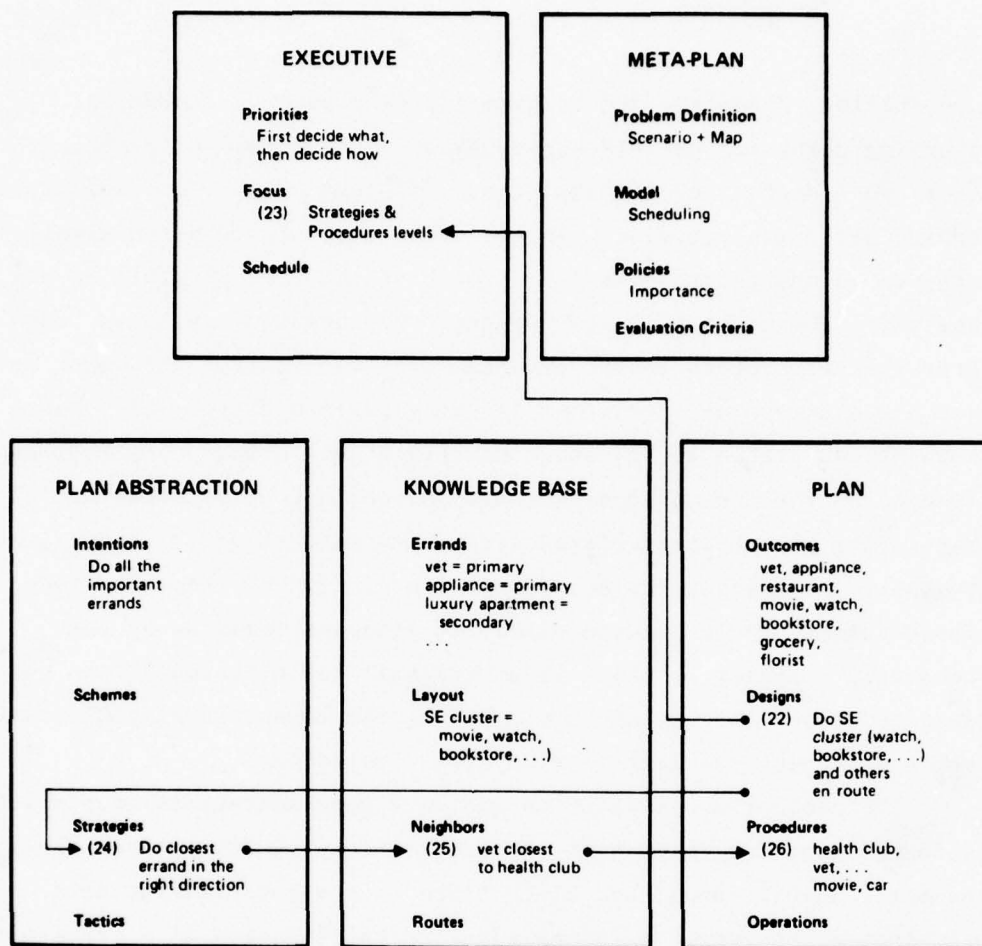 EXECUTIVE
Priorities
First decide what,
then decide how
Focus
(23) Strategies &
Procedures levels
Schedule
META-PLAN
Problem Definition
Scenario + Map
Model
Scheduling
Policies
Importance
Evaluation Criteria
PLAN ABSTRACTION
Intentions
Do all the
important
errands
Schemes
Strategies
(24) Do closest
errand in the
right direction
Tactics
KNOWLEDGE BASE
Errands
vet = primary
appliance = primary
luxury apartment =
secondary
. . .
Layout
SE cluster =
movie, watch,
bookstore, . . .)
Neighbors
(25) vet closest
to health club
Routes
PLAN
Outcomes
vet, appliance,
restaurant,
movie, watch,
bookstore,
grocery,
florist
Designs
(22) Do SE
cluster (watch,
bookstore, . . .)
and others
en route
Procedures
(26) health club,
vet, . . .
movie, car
Operations